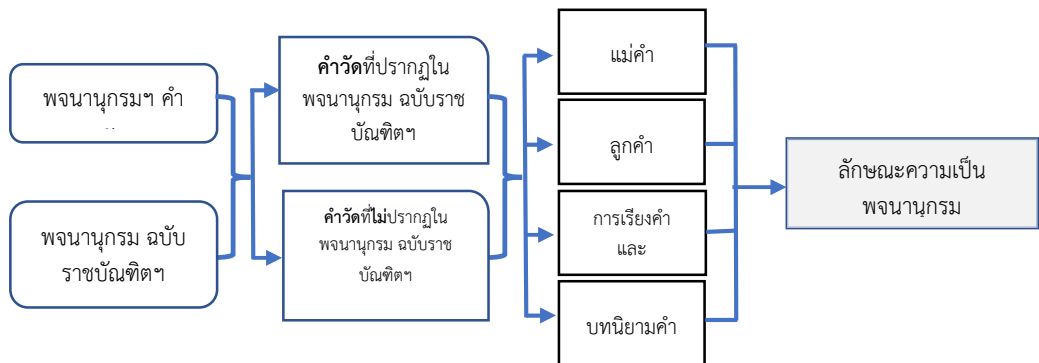 พจนานุกรมฯ คำ
พจนานุกรม ฉบับ
ราชบัณฑิตฯ
คำวัดที่ปรากฏใน
พจนานุกรม ฉบับราช
บัณฑิตฯ
คำวัดที่ไม่ปรากฏใน
พจนานุกรม ฉบับราช
บัณฑิตฯ
แม่คำ
ลูกคำ
การเรียงคำ
และ
บทนิยามคำ
ลักษณะความเป็น
พจนานุกรม